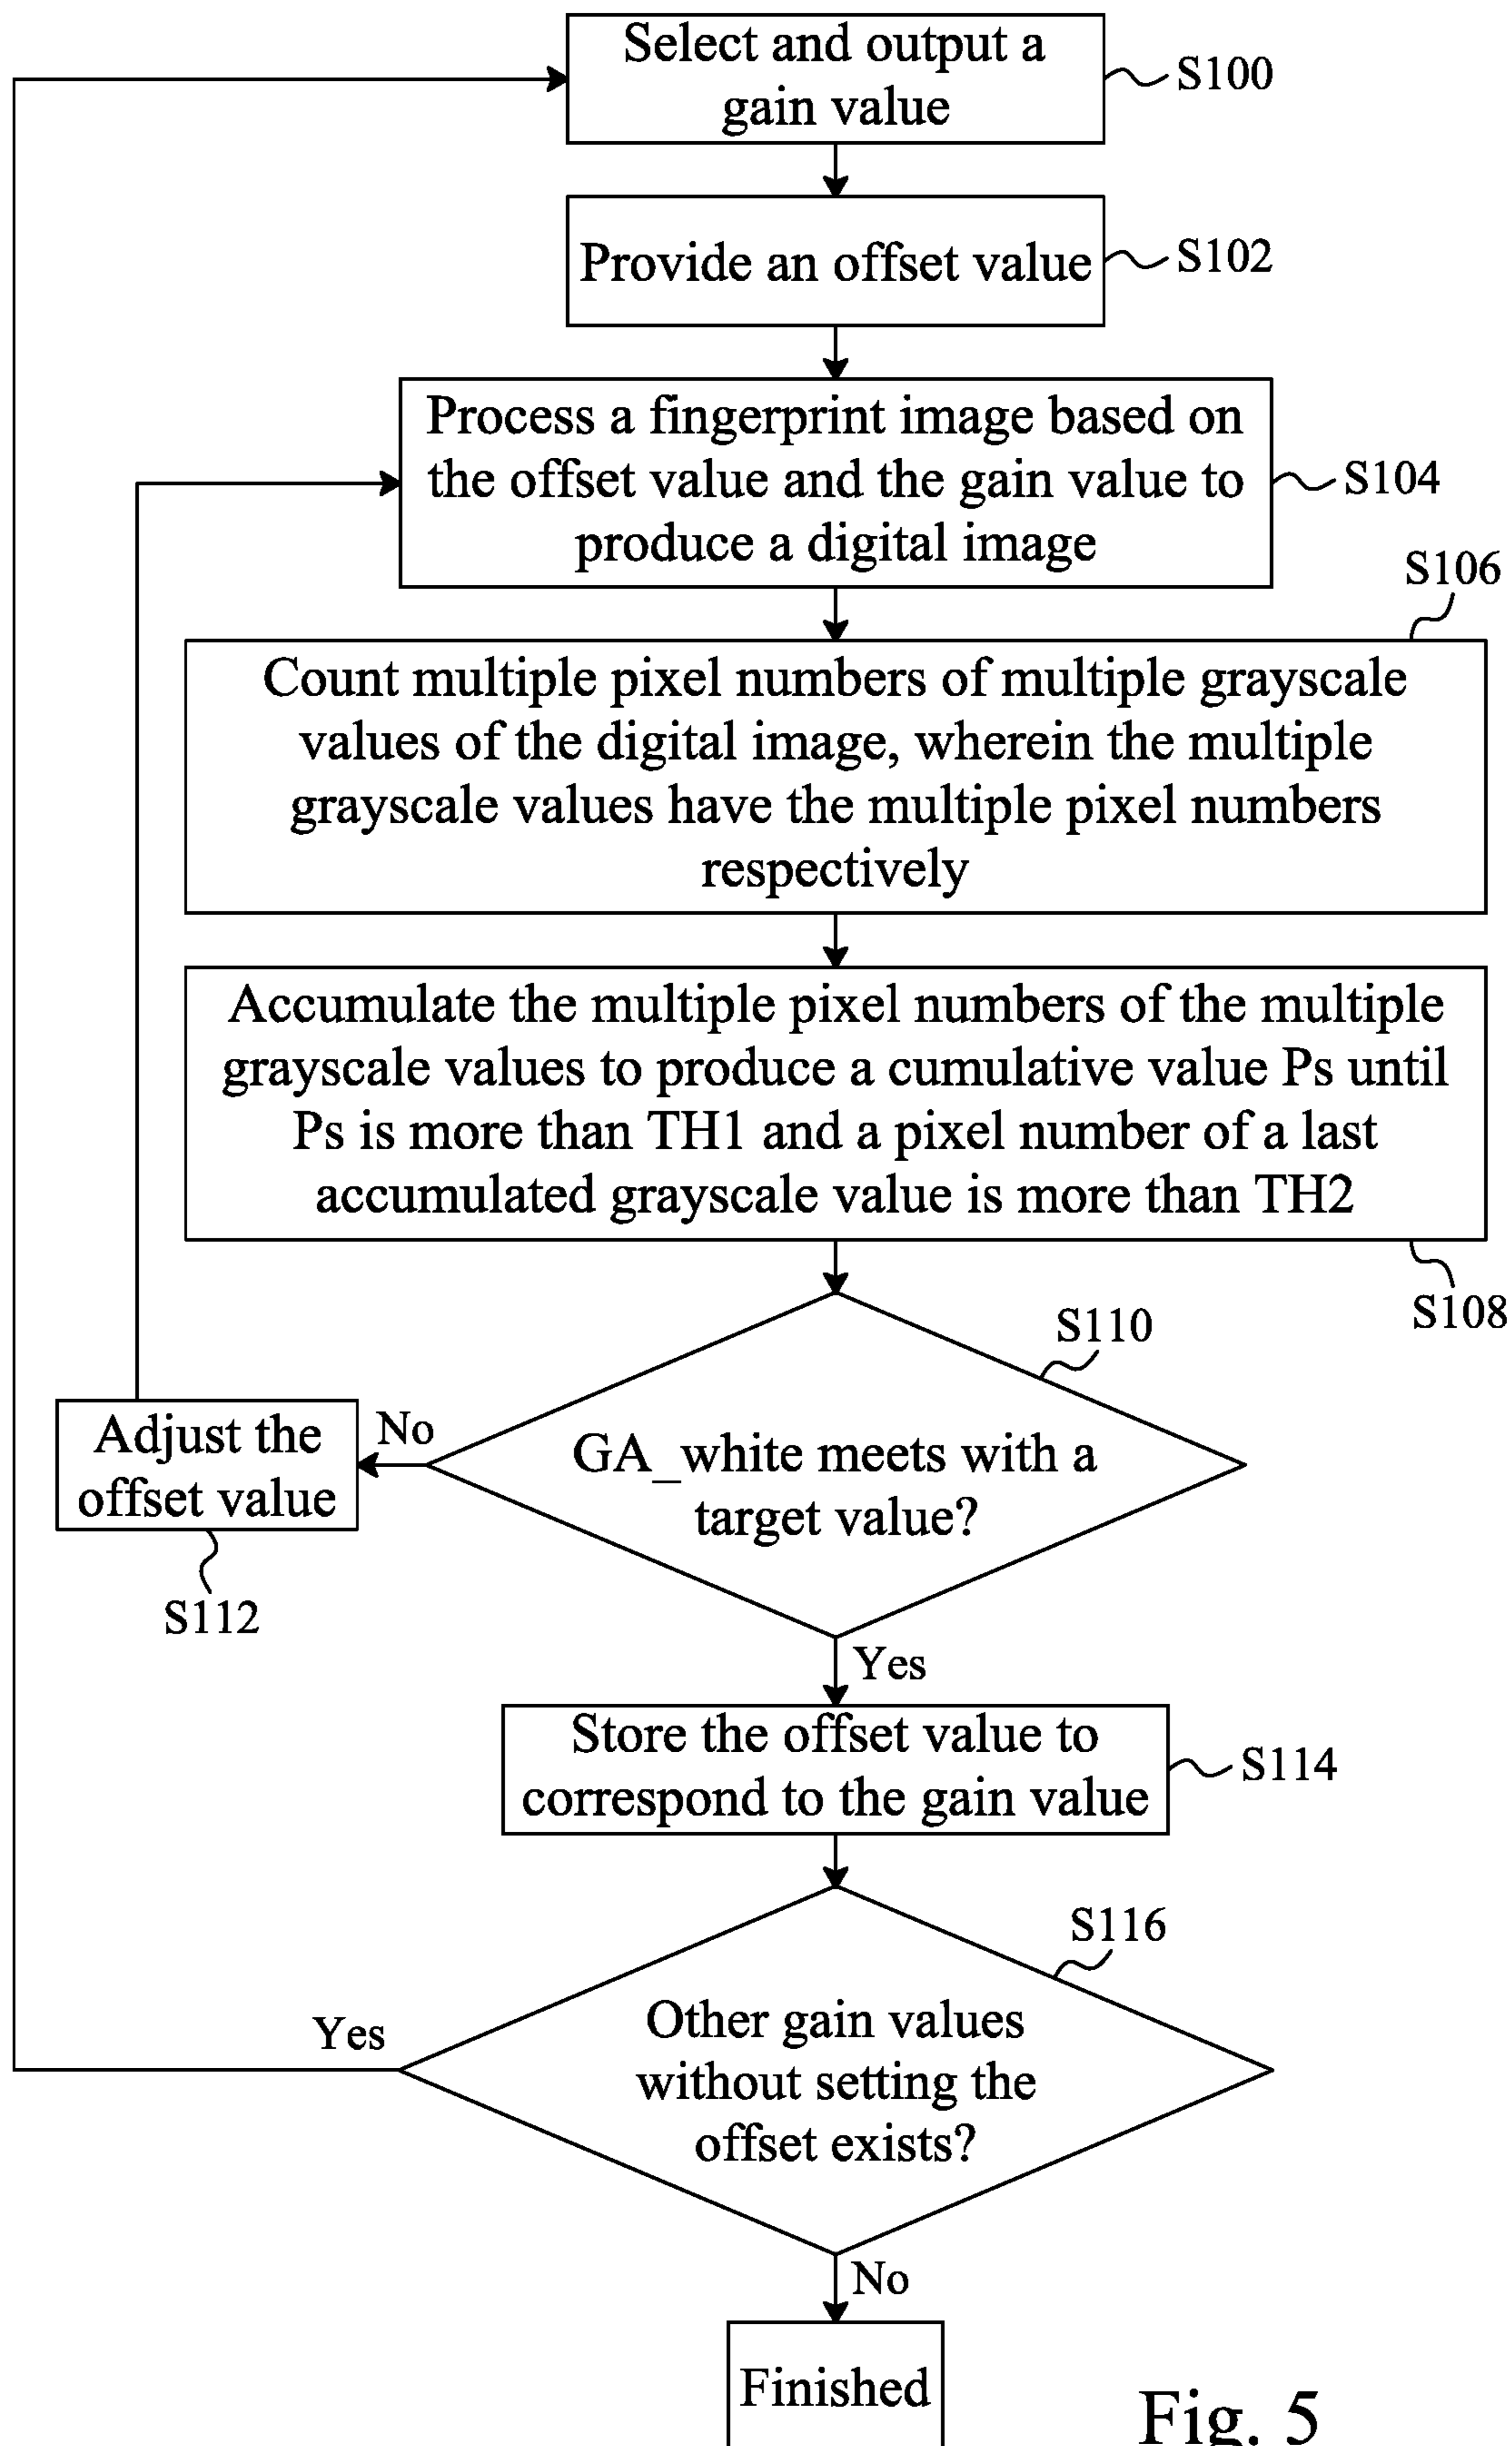 Select and output a
gain value
S100
Provide an offset value
S102
Process a fingerprint image based on
the offset value and the gain value to
produce a digital image
S104
S106
Count multiple pixel numbers of multiple grayscale
values of the digital image, wherein the multiple
grayscale values have the multiple pixel numbers
respectively
Accumulate the multiple pixel numbers of the multiple
grayscale values to produce a cumulative value Ps until
Ps is more than TH1 and a pixel number of a last
accumulated grayscale value is more than TH2
S108
S110
GA_white meets with a
target value?
No
Adjust the
offset value
S112
Yes
Store the offset value to
correspond to the gain value
S114
S116
Other gain values
without setting the
offset exists?
Yes
No
Finished
Fig. 5